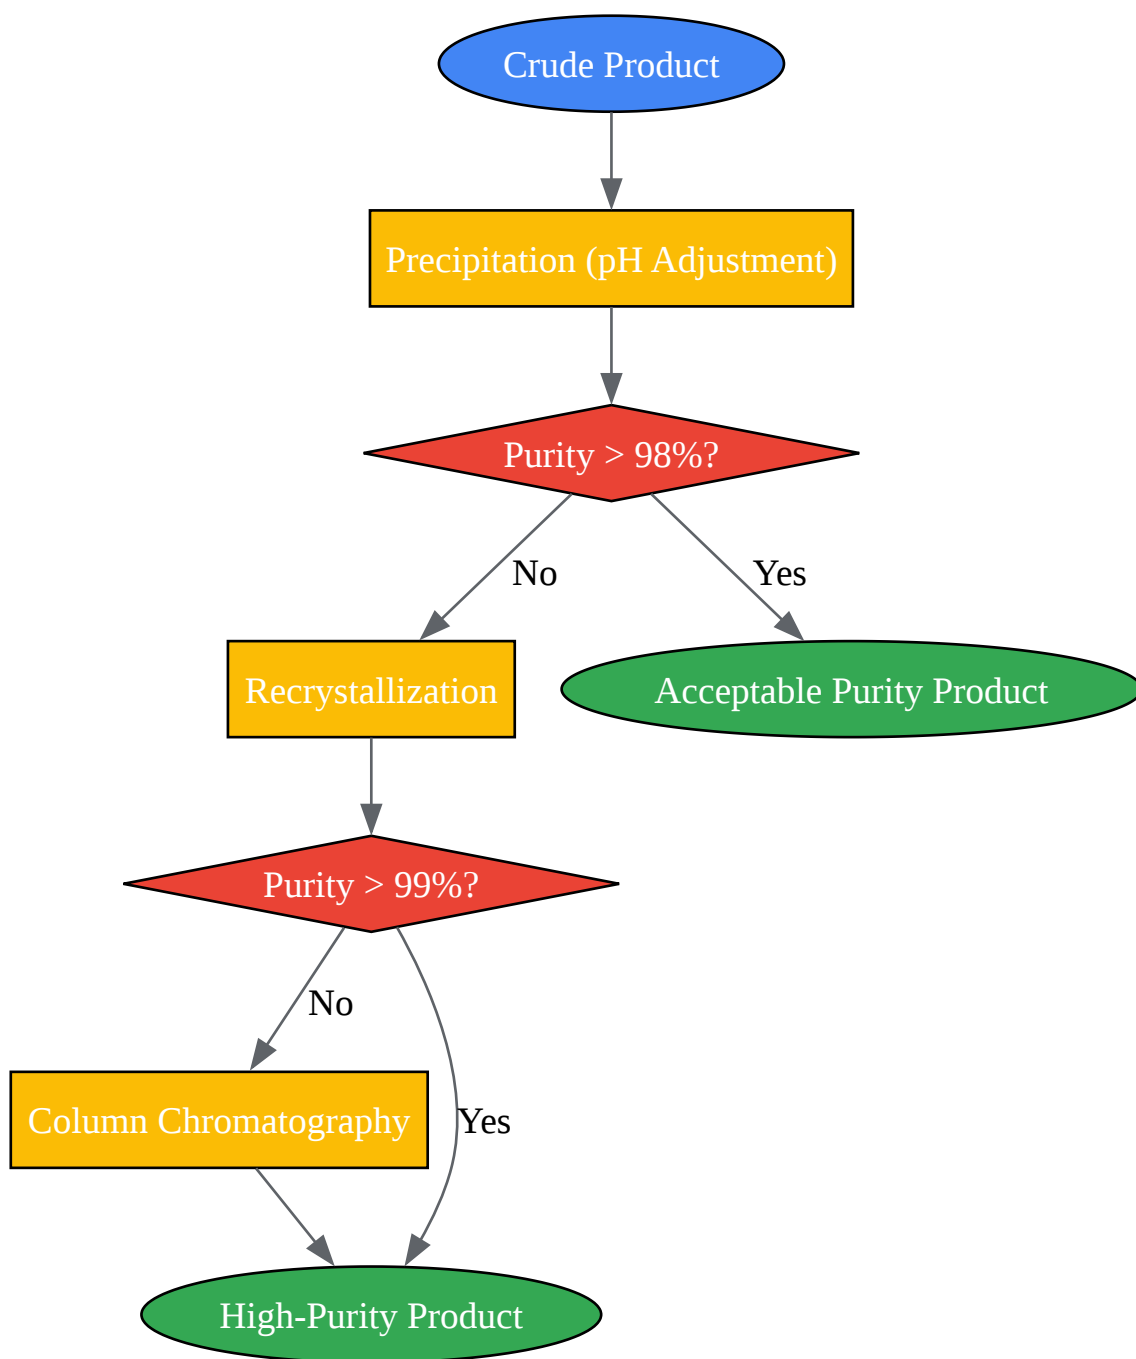 Crude Product
Precipitation (pH Adjustment)
Purity > 98%?
No
Yes
Recrystallization
Acceptable Purity Product
Purity > 99%?
No
Column Chromatography
Yes
High-Purity Product